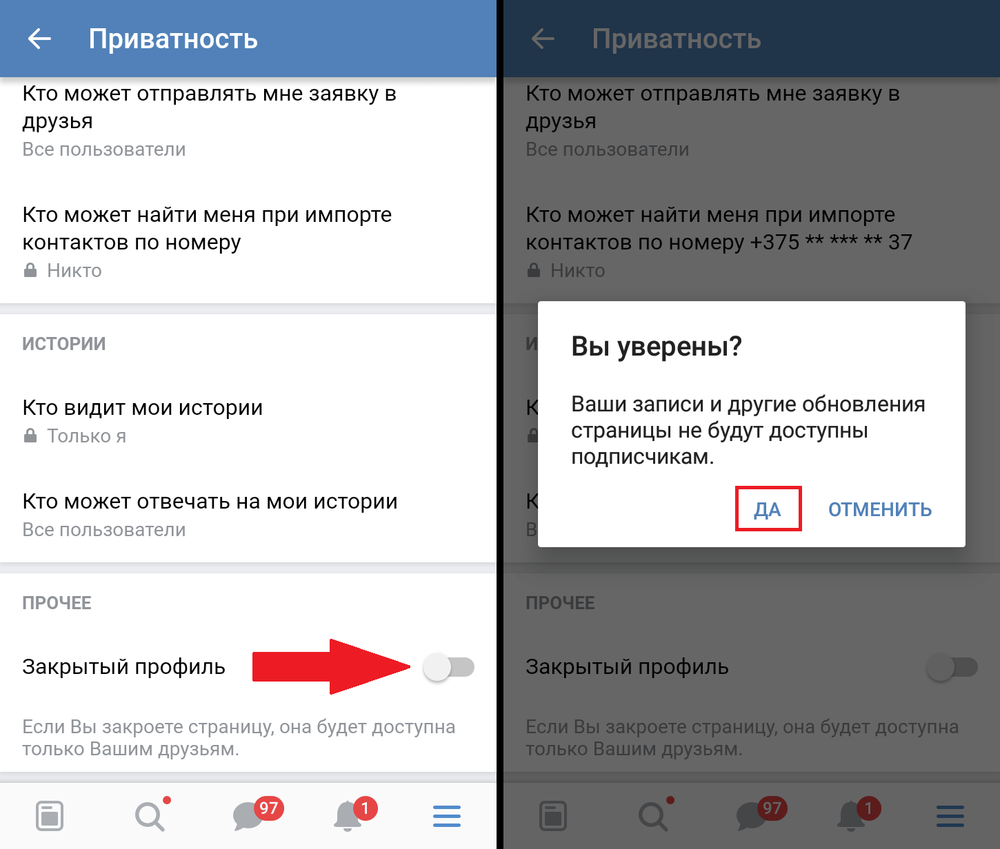 Приватность
Кто может отправлять мне заявку в
друзья
Все пользователи
Кто может найти меня при импорте
контактов по номеру
Никто
ИСТОРИИ
Кто видит мои истории
Только я
Кто может отвечать на мои истории
Все пользователи
ПРОЧЕЕ
Закрытый профиль
Если Вы закроете страницу, она будет доступна
только Вашим друзьям.
97
1
Приватность
Кто может отправлять мне заявку в
друзья
Все пользователи
Кто может найти меня при импорте
контактов по номеру +375 ** *** ** 37
Никто
Вы уверены?
Ваши записи и другие обновления
страницы не будут доступны
подписчикам.
ДА
ОТМЕНИТЬ
ПРОЧЕЕ
Закрытый профиль
Если Вы закроете страницу, она будет доступна
только Вашим друзьям.
97
1